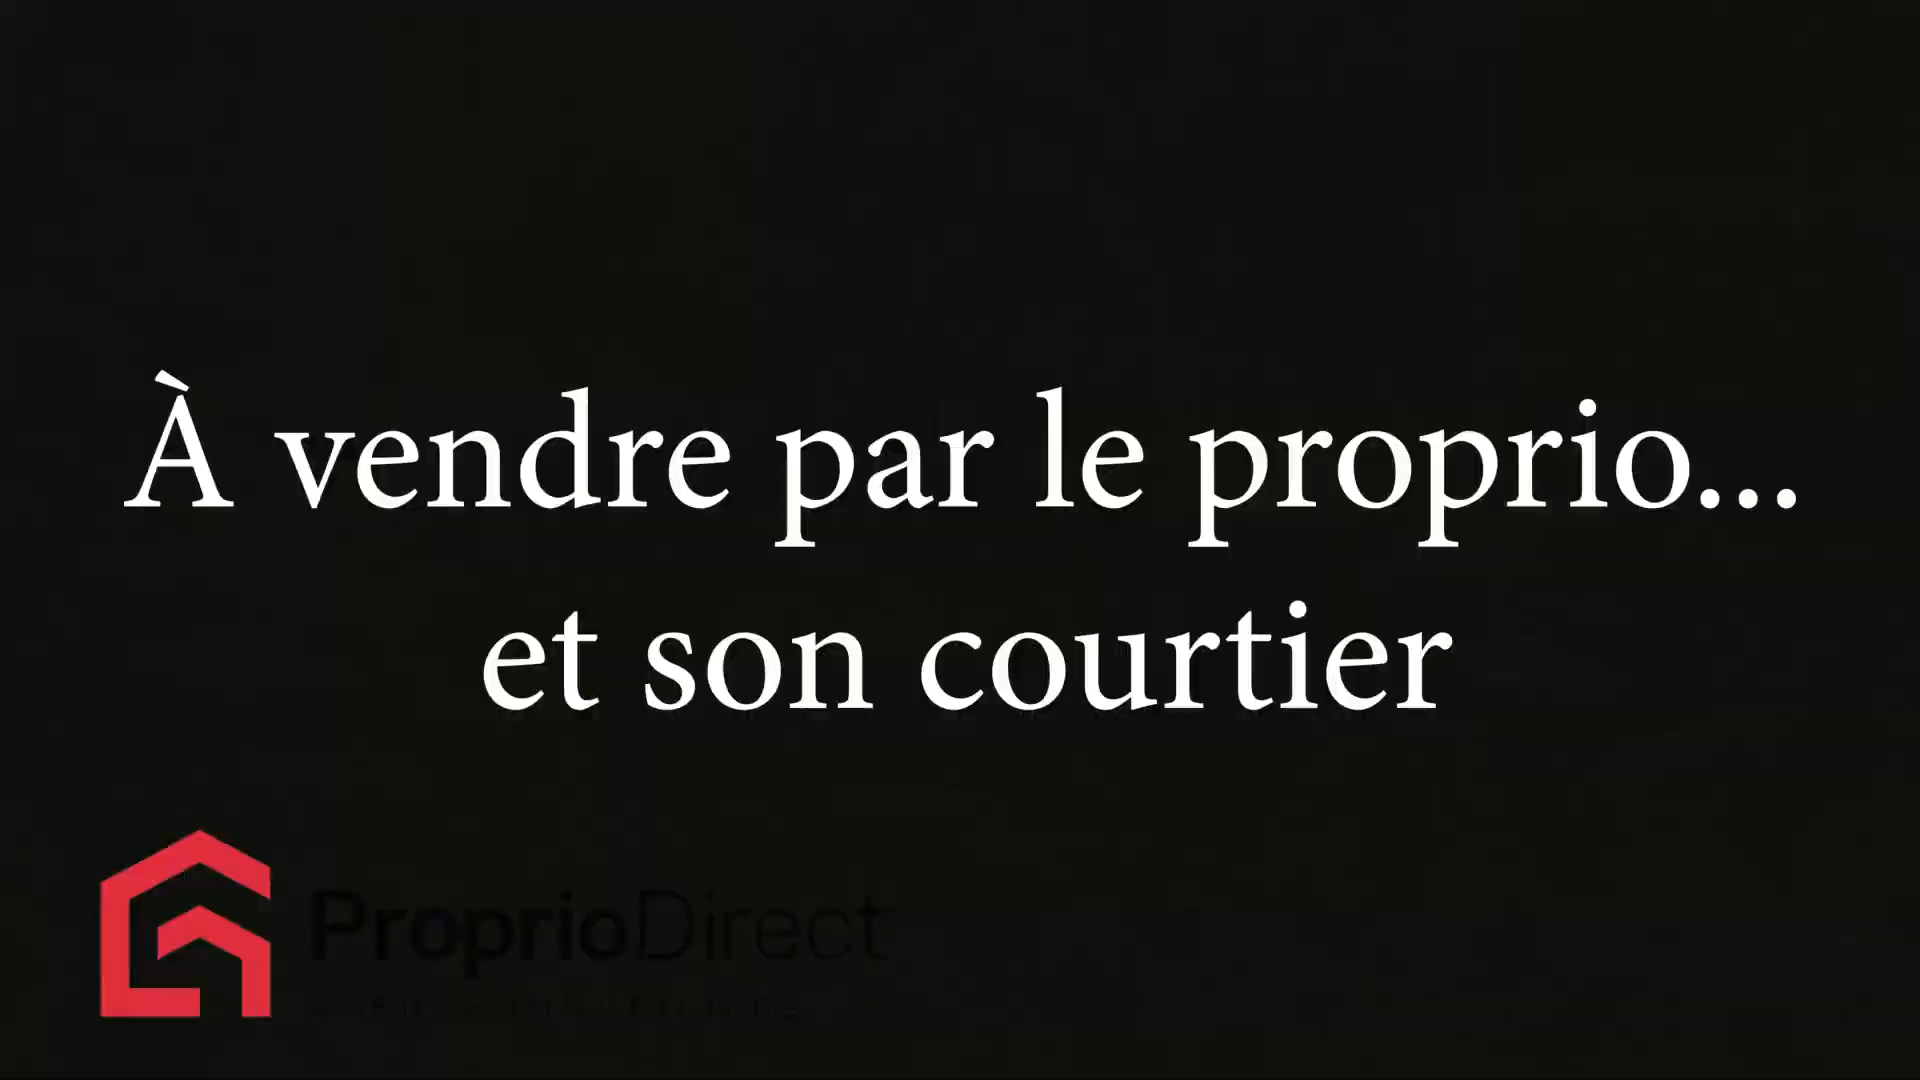 À vendre par le proprio...
et son courtier
ProprioDirect